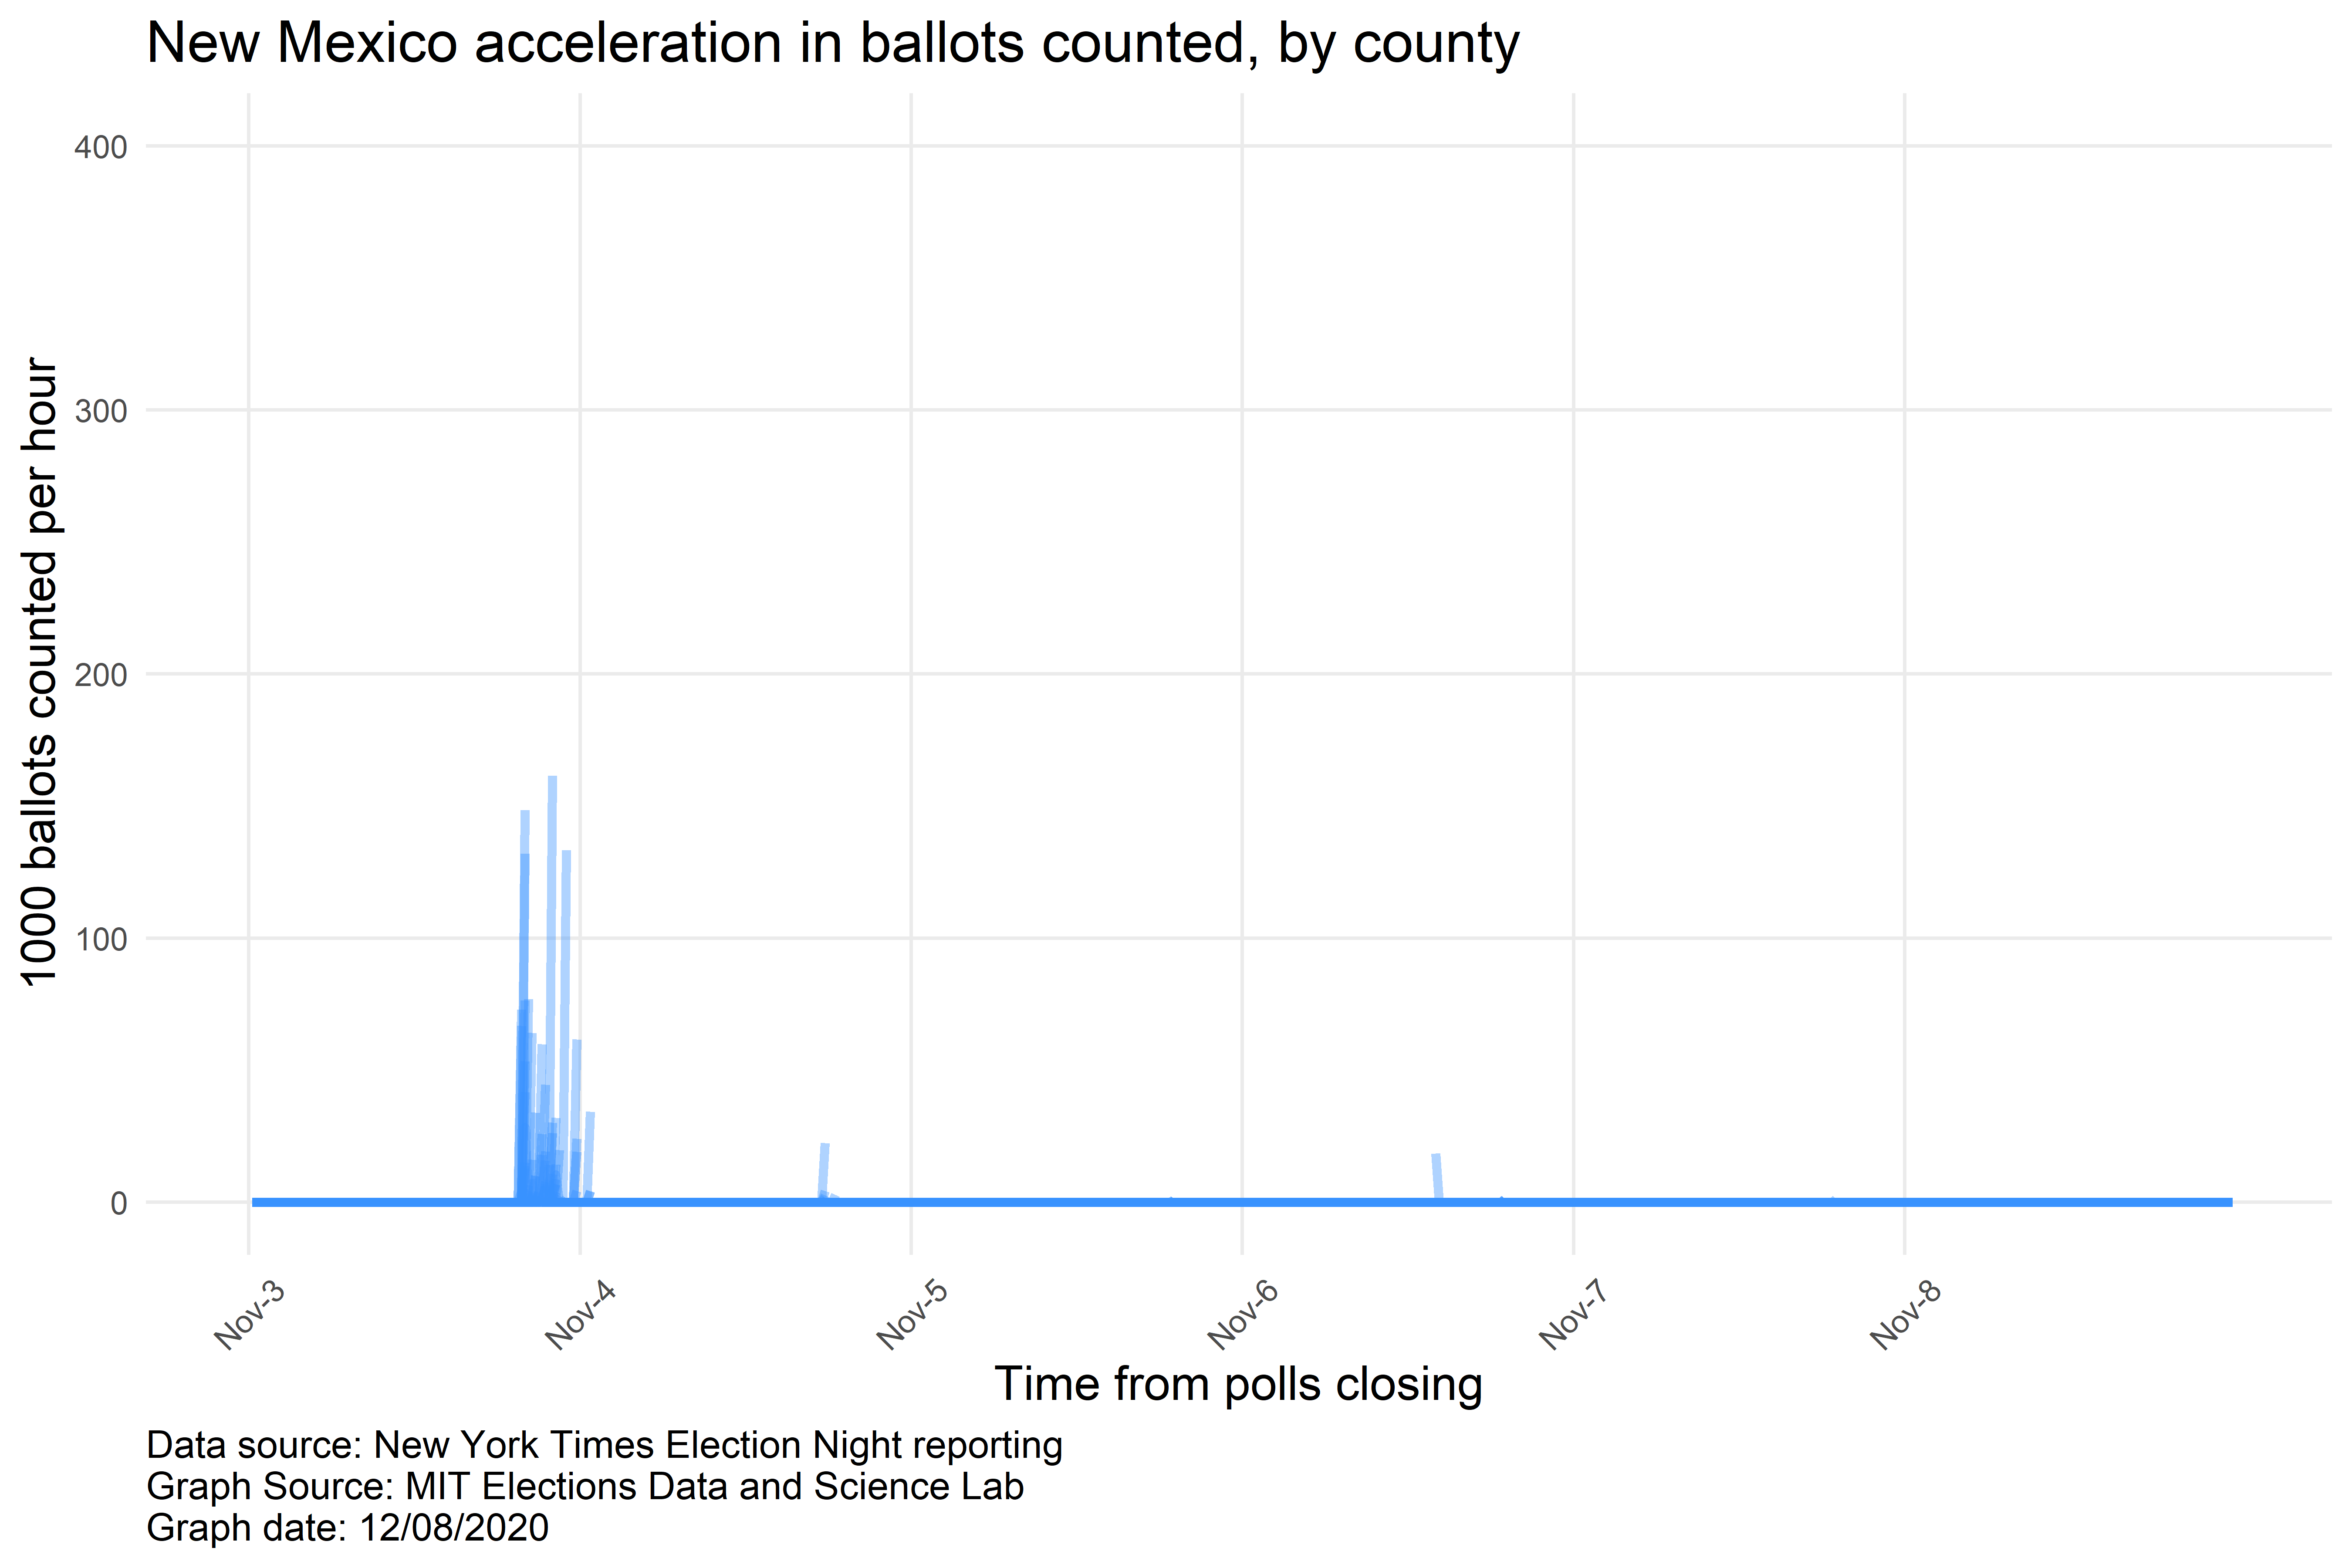 New Mexico acceleration in ballots counted, by county
1000 ballots counted per hour
400
300
200
100
0
Nov-3
Nov-4
Nov-5
Nov-6
Nov-7
Nov-8
Time from polls closing
Data source: New York Times Election Night reporting
Graph Source: MIT Elections Data and Science Lab
Graph date: 12/08/2020